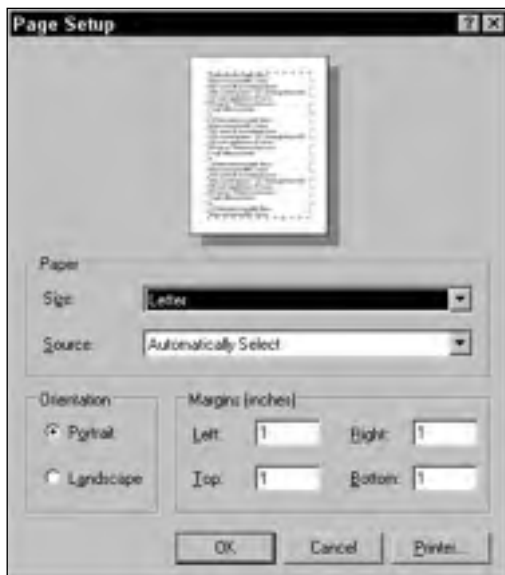 Page Setup
Paper
Size: Letter
Source: Automatically Select
Orientation
Portrait
Landscape
Margins (inches)
Left: 1 Right: 1
Top: 1 Bottom: 1
OK Cancel Printer...